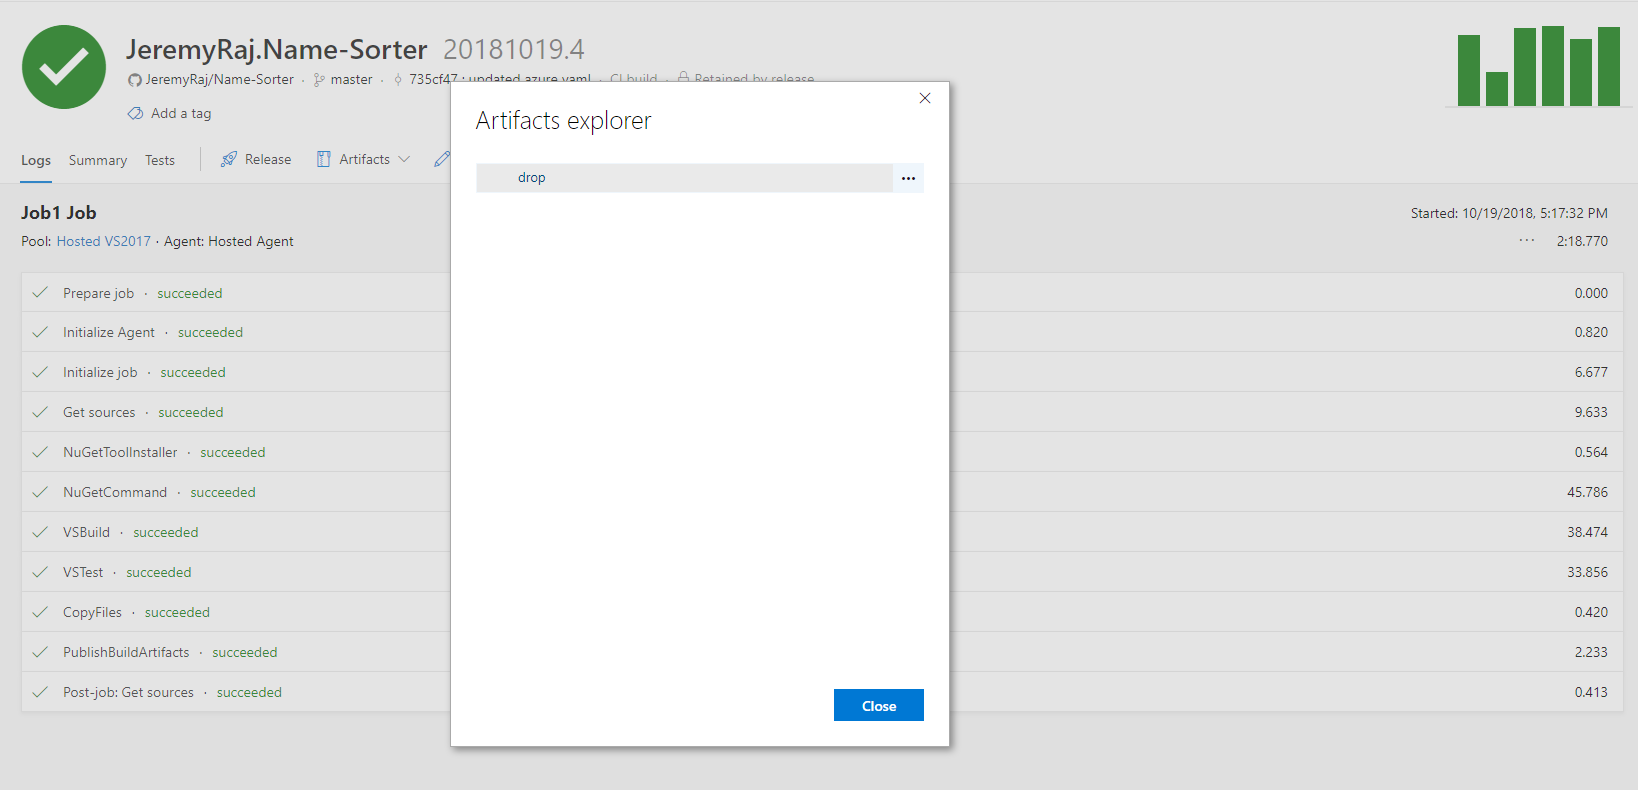 JeremyRaj.Name-Sorter 20181019.4
JeremyRaj/Name-Sorter · master · 735cf47 : updated azure yaml · CI build · Retained by release
Add a tag
Logs Summary Tests Release Artifacts
Artifacts explorer
drop ...
Close
Job1 Job
Started: 10/19/2018, 5:17:32 PM
Pool: Hosted VS2017 · Agent: Hosted Agent
... 2:18.770
Prepare job · succeeded 0.000
Initialize Agent · succeeded 0.820
Initialize job · succeeded 6.677
Get sources · succeeded 9.633
NuGetToolInstaller · succeeded 0.564
NuGetCommand · succeeded 45.786
VSBuild · succeeded 38.474
VSTest · succeeded 33.856
CopyFiles · succeeded 0.420
PublishBuildArtifacts · succeeded 2.233
Post-job: Get sources · succeeded 0.413